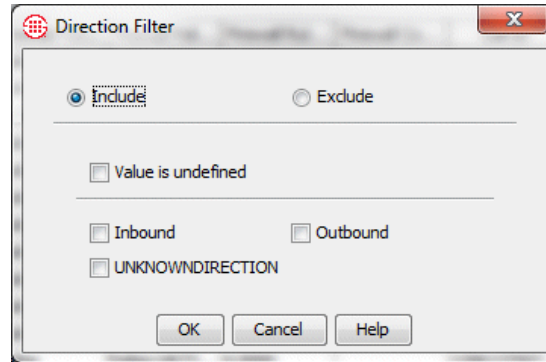 Direction Filter
Include Exclude
Value is undefined
Inbound Outbound
UNKNOWNDIRECTION
OK Cancel Help